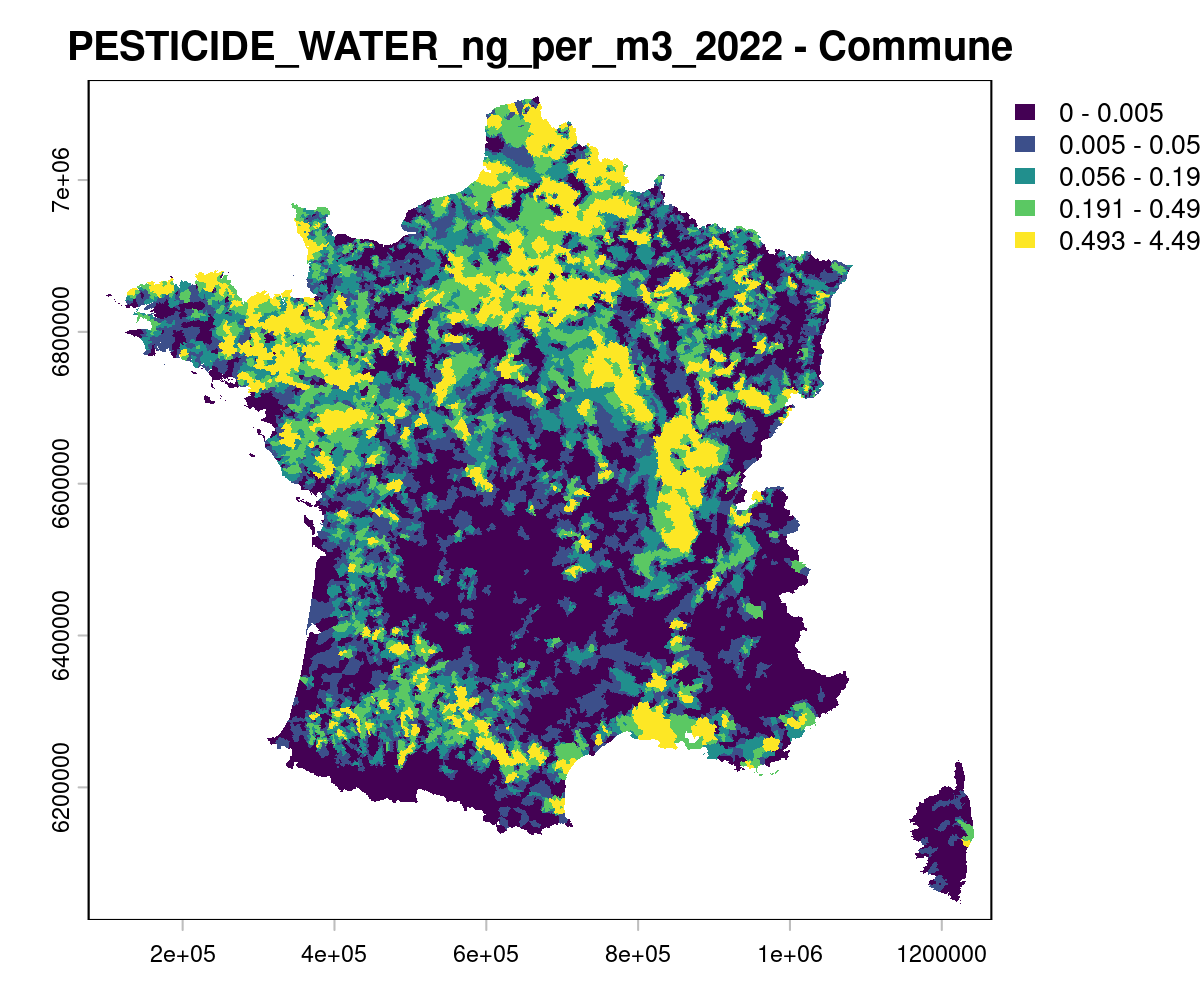 PESTICIDE_WATER_ng_per_m3_2022 - Commune
0 - 0.005
0.005 - 0.05
0.056 - 0.19
0.191 - 0.49
0.493 - 4.49
7e+06
6800000
6600000
6400000
6200000
2e+05
4e+05
6e+05
8e+05
1e+06
1200000